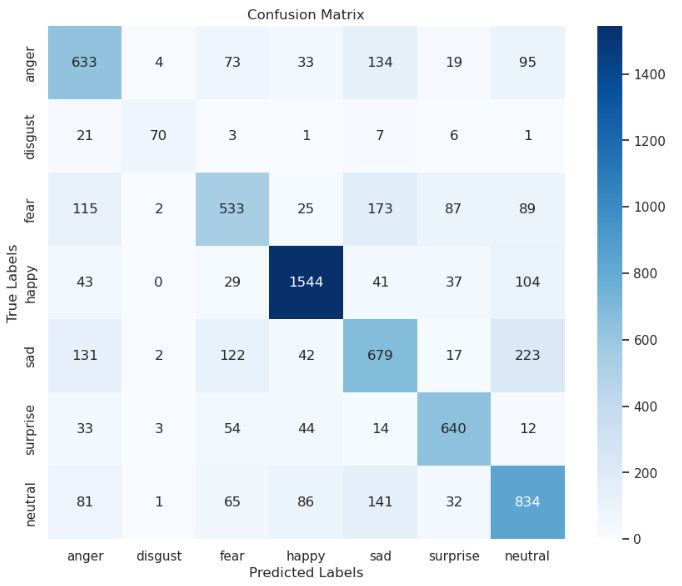 Confusion Matrix
True Labels
anger 633 4 73 33 134 19 95
disgust 21 70 3 1 7 6 1
fear 115 2 533 25 173 87 89
happy 43 0 29 1544 41 37 104
sad 131 2 122 42 679 17 223
surprise 33 3 54 44 14 640 12
neutral 81 1 65 86 141 32 834
anger disgust fear happy sad surprise neutral
Predicted Labels
1400
1200
1000
800
600
400
200
0